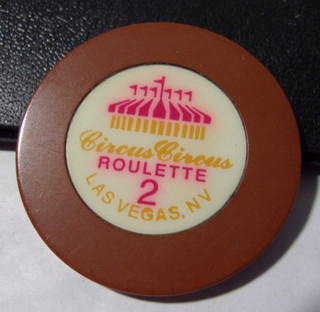 Circus Circus
ROULETTE
2
LAS VEGAS, NV